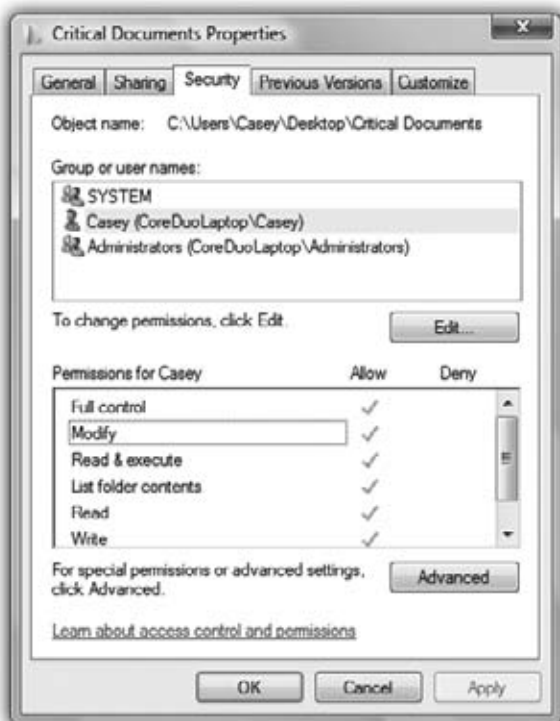 Critical Documents Properties
General Sharing Security Previous Versions Customize
Object name: C:\Users\Casey\Desktop\Critical Documents
Group or user names:
SYSTEM
Casey (CoreDuoLaptop\Casey)
Administrators (CoreDuoLaptop\Administrators)
To change permissions, click Edit.
Edit...
Permissions for Casey Allow Deny
Full control
Modify
Read & execute
List folder contents
Read
Write
For special permissions or advanced settings,
click Advanced.
Advanced
Learn about access control and permissions
OK Cancel Apply